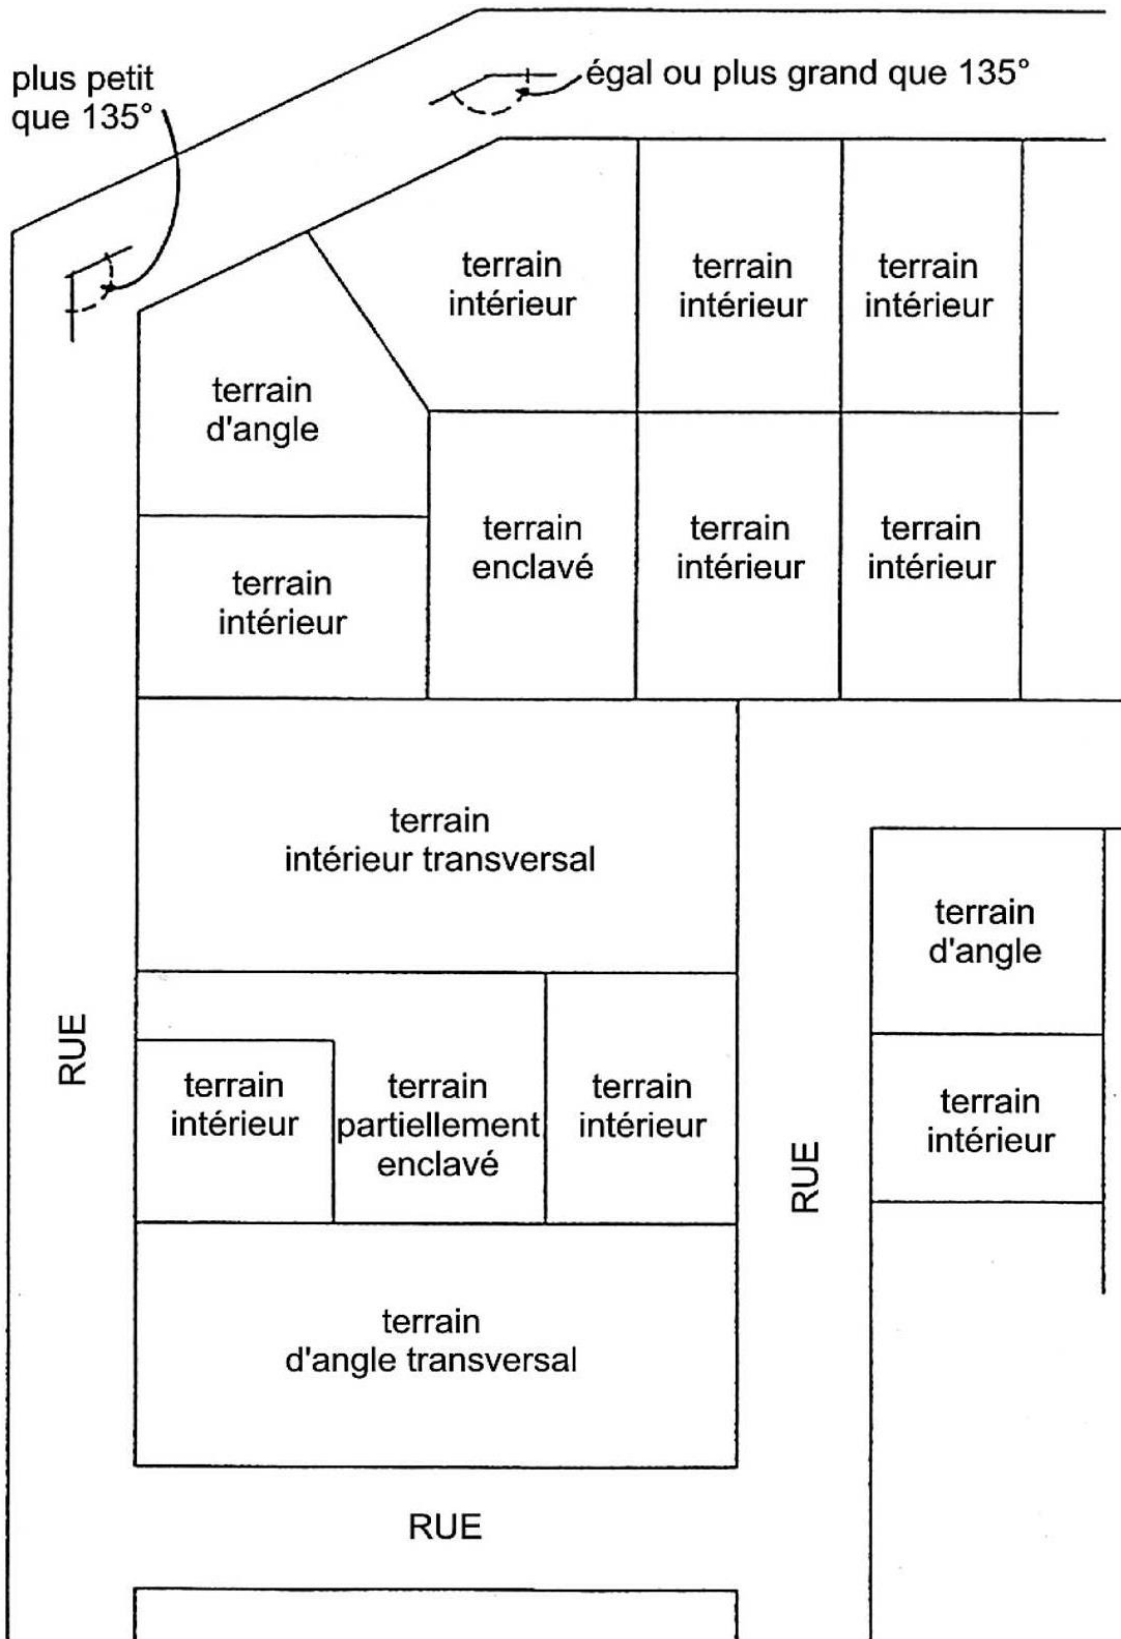 plus petit
que 135°
égal ou plus grand que 135°
terrain
intérieur
terrain
intérieur
terrain
intérieur
terrain
d'angle
terrain
enclavé
terrain
intérieur
terrain
intérieur
terrain
intérieur
terrain
intérieur transversal
terrain
d'angle
RUE
terrain
intérieur
terrain
partiellement
enclavé
terrain
intérieur
terrain
intérieur
RUE
terrain
d'angle transversal
RUE